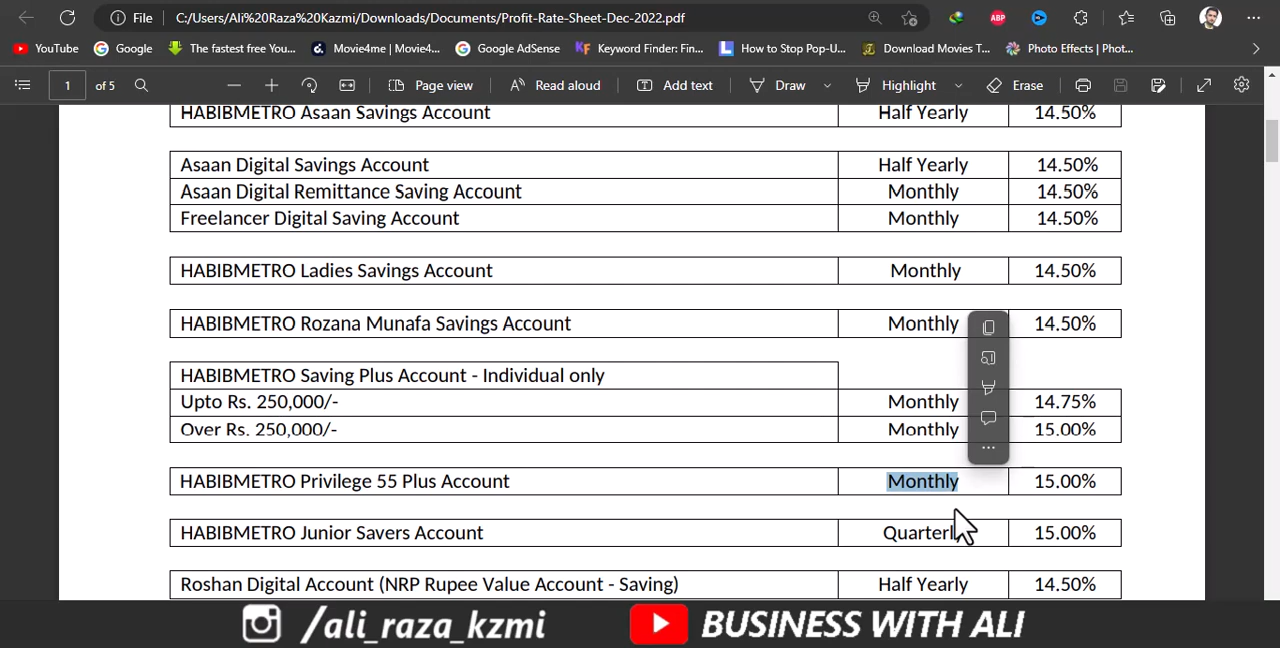 File C:/Users/Ali%20Raza%20Kazmi/Downloads/Documents/Profit-Rate-Sheet-Dec-2022.pdf
YouTube Google The fastest free You... Movie4me | Movie4... Google AdSense Keyword Finder: Fin... How to Stop Pop-U... Download Movies T... Photo Effects | Phot...
1 of 5 Page view Read aloud Add text Draw Highlight Erase
HABIBMETRO Asaan Savings Account Half Yearly 14.50%
Asaan Digital Savings Account Half Yearly 14.50%
Asaan Digital Remittance Saving Account Monthly 14.50%
Freelancer Digital Saving Account Monthly 14.50%
HABIBMETRO Ladies Savings Account Monthly 14.50%
HABIBMETRO Rozana Munafa Savings Account Monthly 14.50%
HABIBMETRO Saving Plus Account - Individual only
Upto Rs. 250,000/- Monthly 14.75%
Over Rs. 250,000/- Monthly 15.00%
HABIBMETRO Privilege 55 Plus Account Monthly 15.00%
HABIBMETRO Junior Savers Account Quarterly 15.00%
Roshan Digital Account (NRP Rupee Value Account - Saving) Half Yearly 14.50%
/ali_raza_kzmi BUSINESS WITH ALI